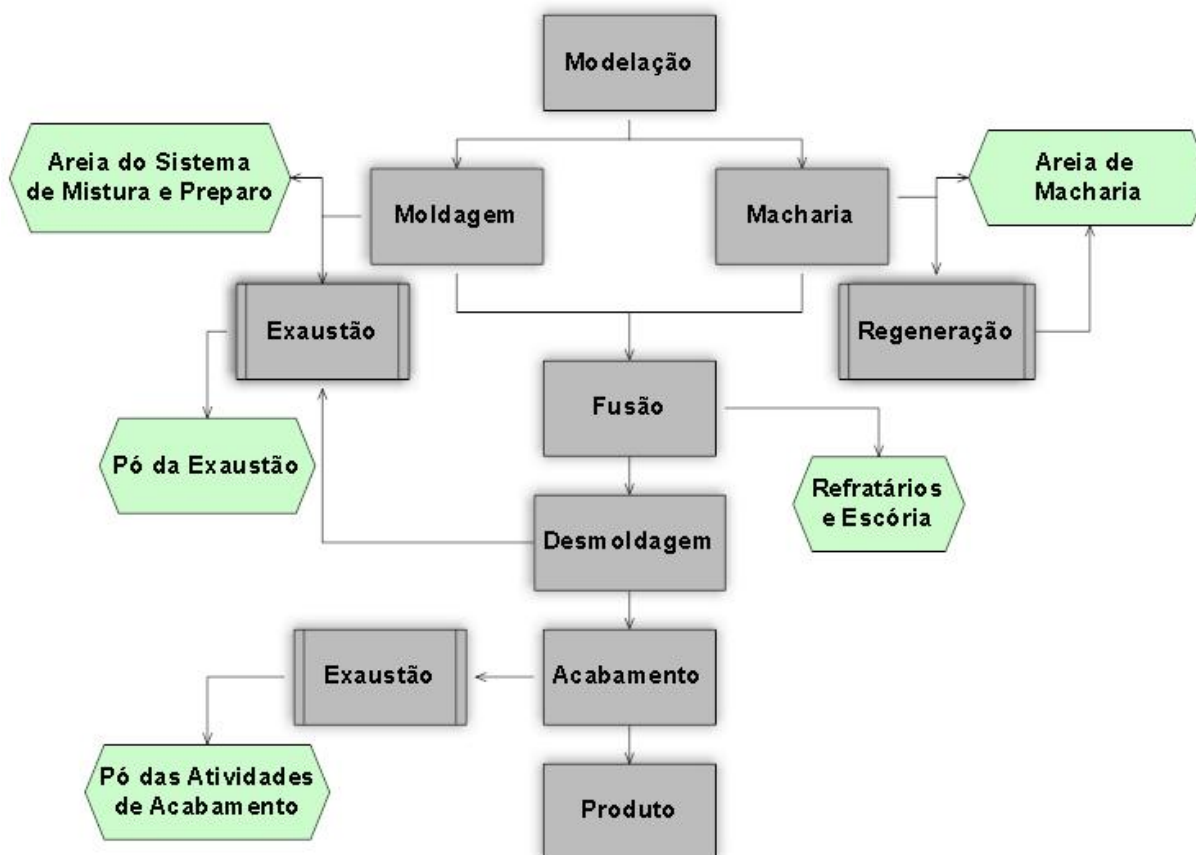 Modelação
Areia do Sistema
de Mistura e Preparo
Moldagem
Macharia
Areia de
Macharia
Exaustão
Regeneração
Fusão
Pó da Exaustão
Refratários
e Escória
Desmoldagem
Exaustão
Acabamento
Pó das Atividades
de Acabamento
Produto